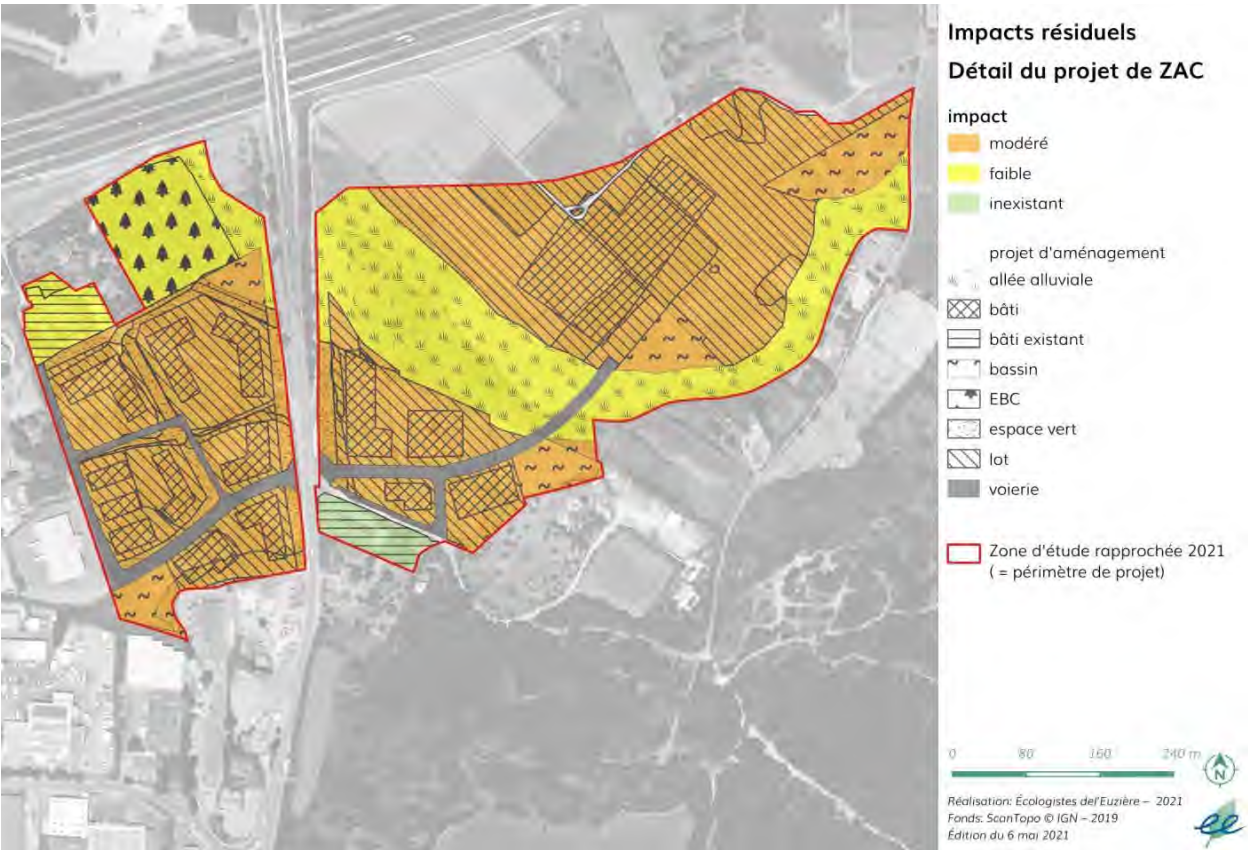 Impacts résiduels
Détail du projet de ZAC
impact
modéré
faible
inexistant
projet d'aménagement
allée alluviale
bâti
bâti existant
bassin
EBC
espace vert
lot
voierie
Zone d'étude rapprochée 2021
( = périmètre de projet)
0 80 160 240 m
N
Réalisation: Écologistes del'Euzière – 2021
Fonds: ScanTopo © IGN – 2019
Édition du 6 mai 2021
ee